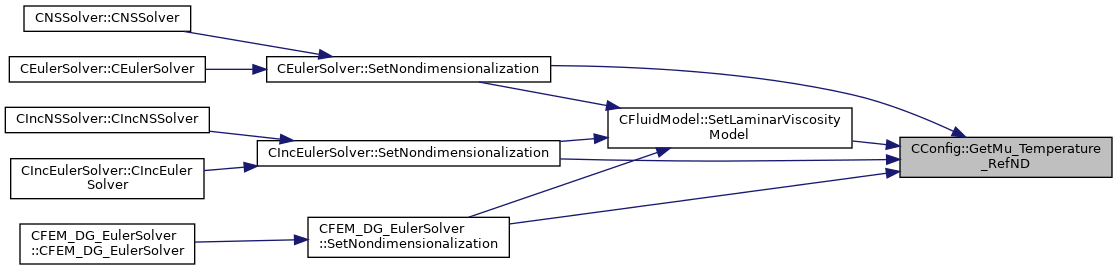 CNSSolver::CNSSolver
CEulerSolver::CEulerSolver
CEulerSolver::SetNondimensionalization
CIncNSSolver::CIncNSSolver
CFluidModel::SetLaminarViscosity
Model
CIncEulerSolver::SetNondimensionalization
CConfig::GetMu_Temperature
_RefND
CIncEulerSolver::CIncEuler
Solver
CFEM_DG_EulerSolver
::SetNondimensionalization
CFEM_DG_EulerSolver
::CFEM_DG_EulerSolver